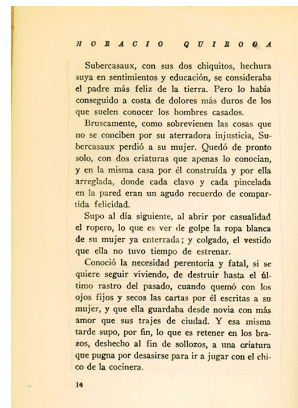 HORACIO QUIROGA
Subercasaux, con sus dos chiquitos, hechura
suya en sentimientos y educación, se consideraba
el padre más feliz de la tierra. Pero lo había
conseguido a costa de dolores más duros de los
que suelen conocer los hombres casados.
Bruscamente, como sobrevienen las cosas que
no se conciben por su aterradora injusticia, Su-
bercasaux perdió a su mujer. Quedó de pronto
solo, con dos criaturas que apenas lo conocían,
y en la misma casa por él construída y por ella
arreglada, donde cada clavo y cada pincelada
en la pared eran un agudo recuerdo de compar-
tida felicidad.
Supo al día siguiente, al abrir por casualidad
el ropero, lo que es ver de golpe la ropa blanca
de su mujer ya enterrada; y colgado, el vestido
que ella no tuvo tiempo de estrenar.
Conoció la necesidad perentoria y fatal, si se
quiere seguir viviendo, de destruir hasta el úl-
timo rastro del pasado, cuando quemó con los
ojos fijos y secos las cartas por él escritas a su
mujer, y que ella guardaba desde novia con más
amor que sus trajes de ciudad. Y esa misma
tarde supo, por fin, lo que es retener en los bra-
zos, deshecho al fin de sollozos, a una criatura
que pugna por desasirse para ir a jugar con el chi-
co de la cocinera.
14